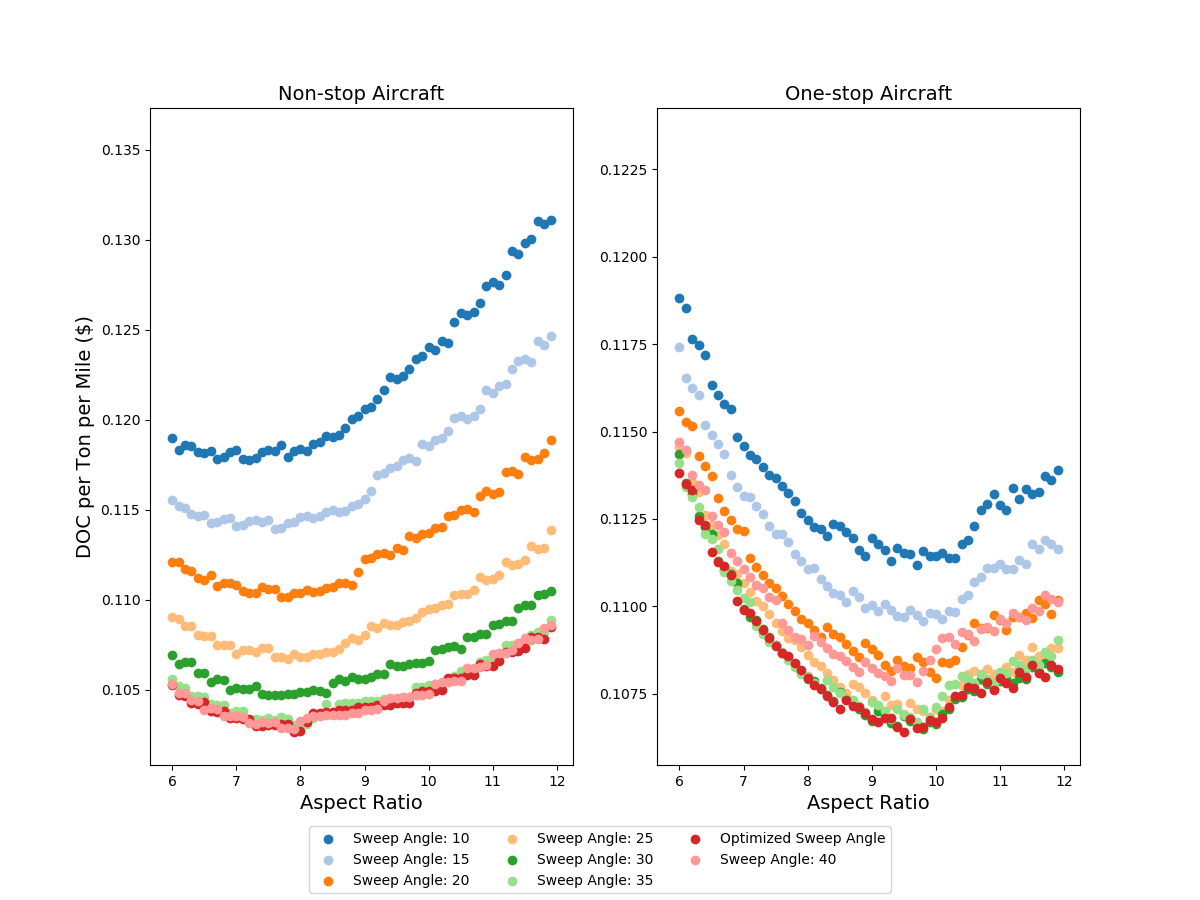 Non-stop Aircraft
One-stop Aircraft
DOC per Ton per Mile ($)
0.135
0.130
0.125
0.120
0.115
0.110
0.105
6 7 8 9 10 11 12
Aspect Ratio
0.1225
0.1200
0.1175
0.1150
0.1125
0.1100
0.1075
6 7 8 9 10 11 12
Aspect Ratio
Sweep Angle: 10
Sweep Angle: 15
Sweep Angle: 20
Sweep Angle: 25
Sweep Angle: 30
Sweep Angle: 35
Optimized Sweep Angle
Sweep Angle: 40